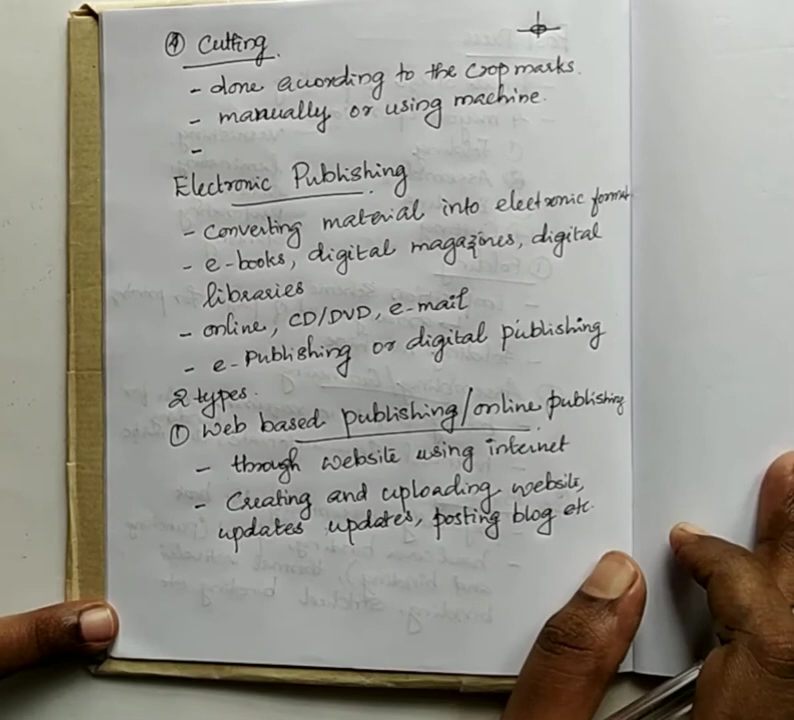 ④ Cutting.
- done acuording to the crop marks.
- manually or using machine.
-
Electronic Publishing
- Converting material into electronic format
- e-books, digital magazines, digital
libraries
- online, CD/DVD, e-mail
- e-Publishing or digital publishing
2 types.
① Web based publishing/online publishing
- through website using internet
- Creating and uploading website,
updates updates, posting blog etc.